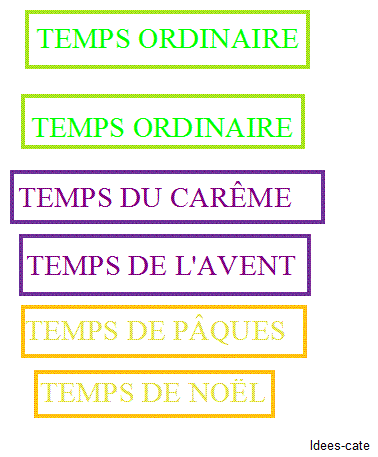 TEMPS ORDINAIRE
TEMPS ORDINAIRE
TEMPS DU CARÊME
TEMPS DE L'AVENT
TEMPS DE PÂQUES
TEMPS DE NOËL
Idees-cate